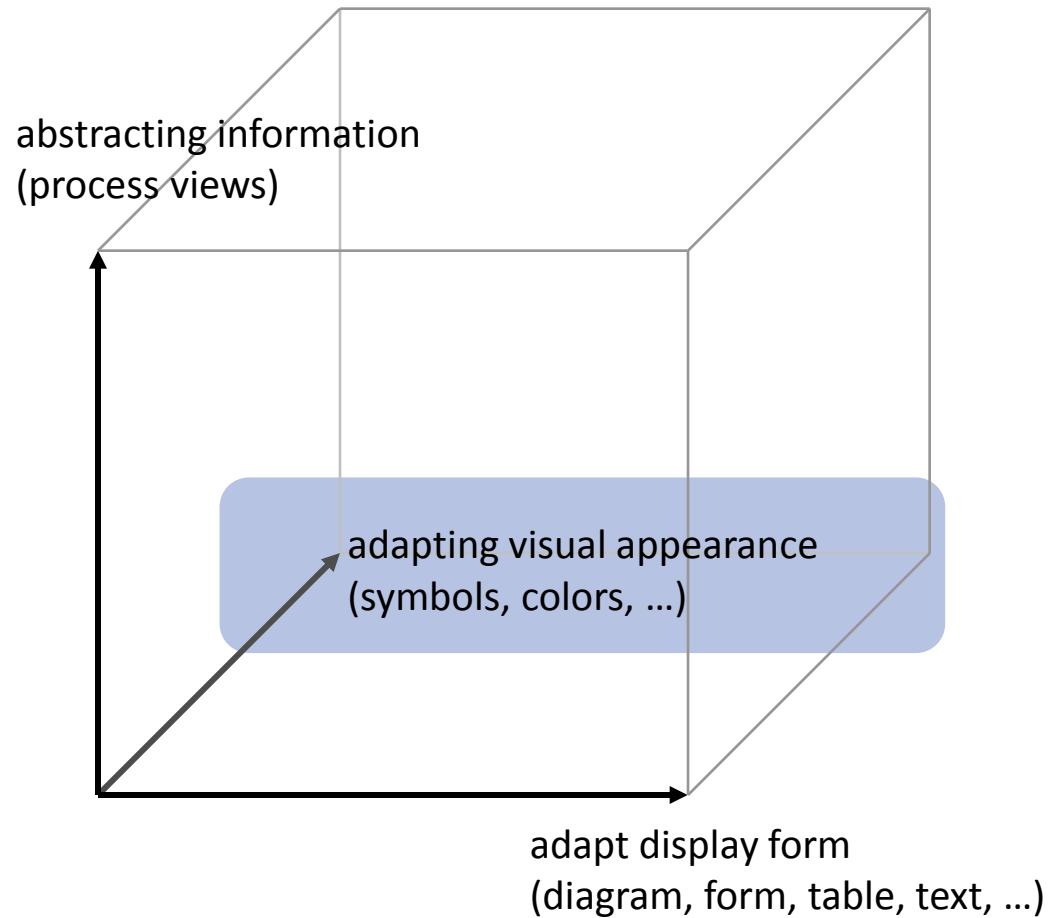 abstracting information
(process views)
adapting visual appearance
(symbols, colors, …)
adapt display form
(diagram, form, table, text, …)